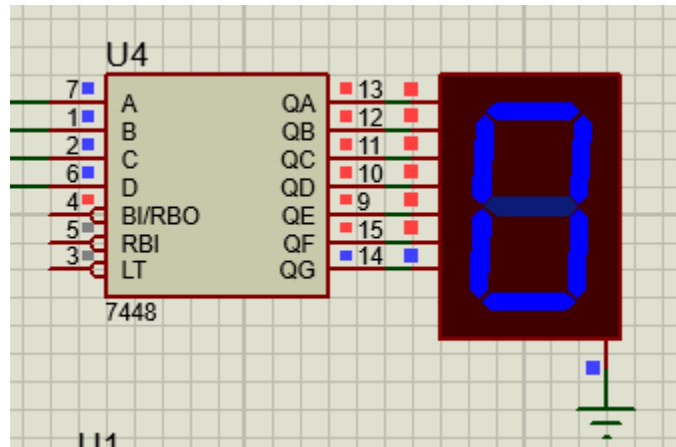 U4
7 A QA 13
1 B QB 12
2 C QC 11
6 D QD 10
4 BI/RBO QE 9
5 RBI QF 15
3 LT QG 14
7448
U1